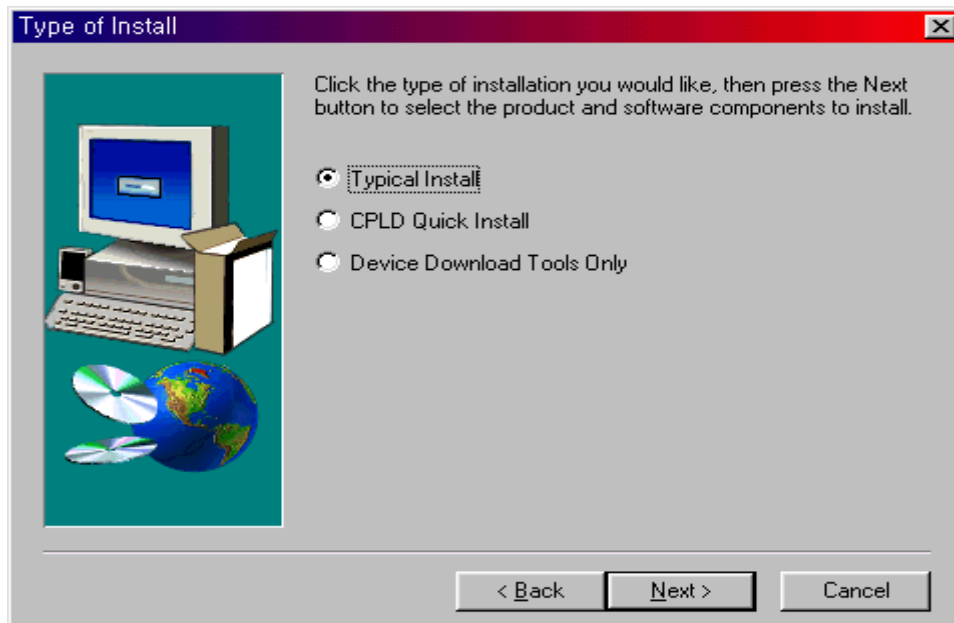 Type of Install
Click the type of installation you would like, then press the Next
button to select the product and software components to install.
Typical Install
CPLD Quick Install
Device Download Tools Only
< Back
Next >
Cancel